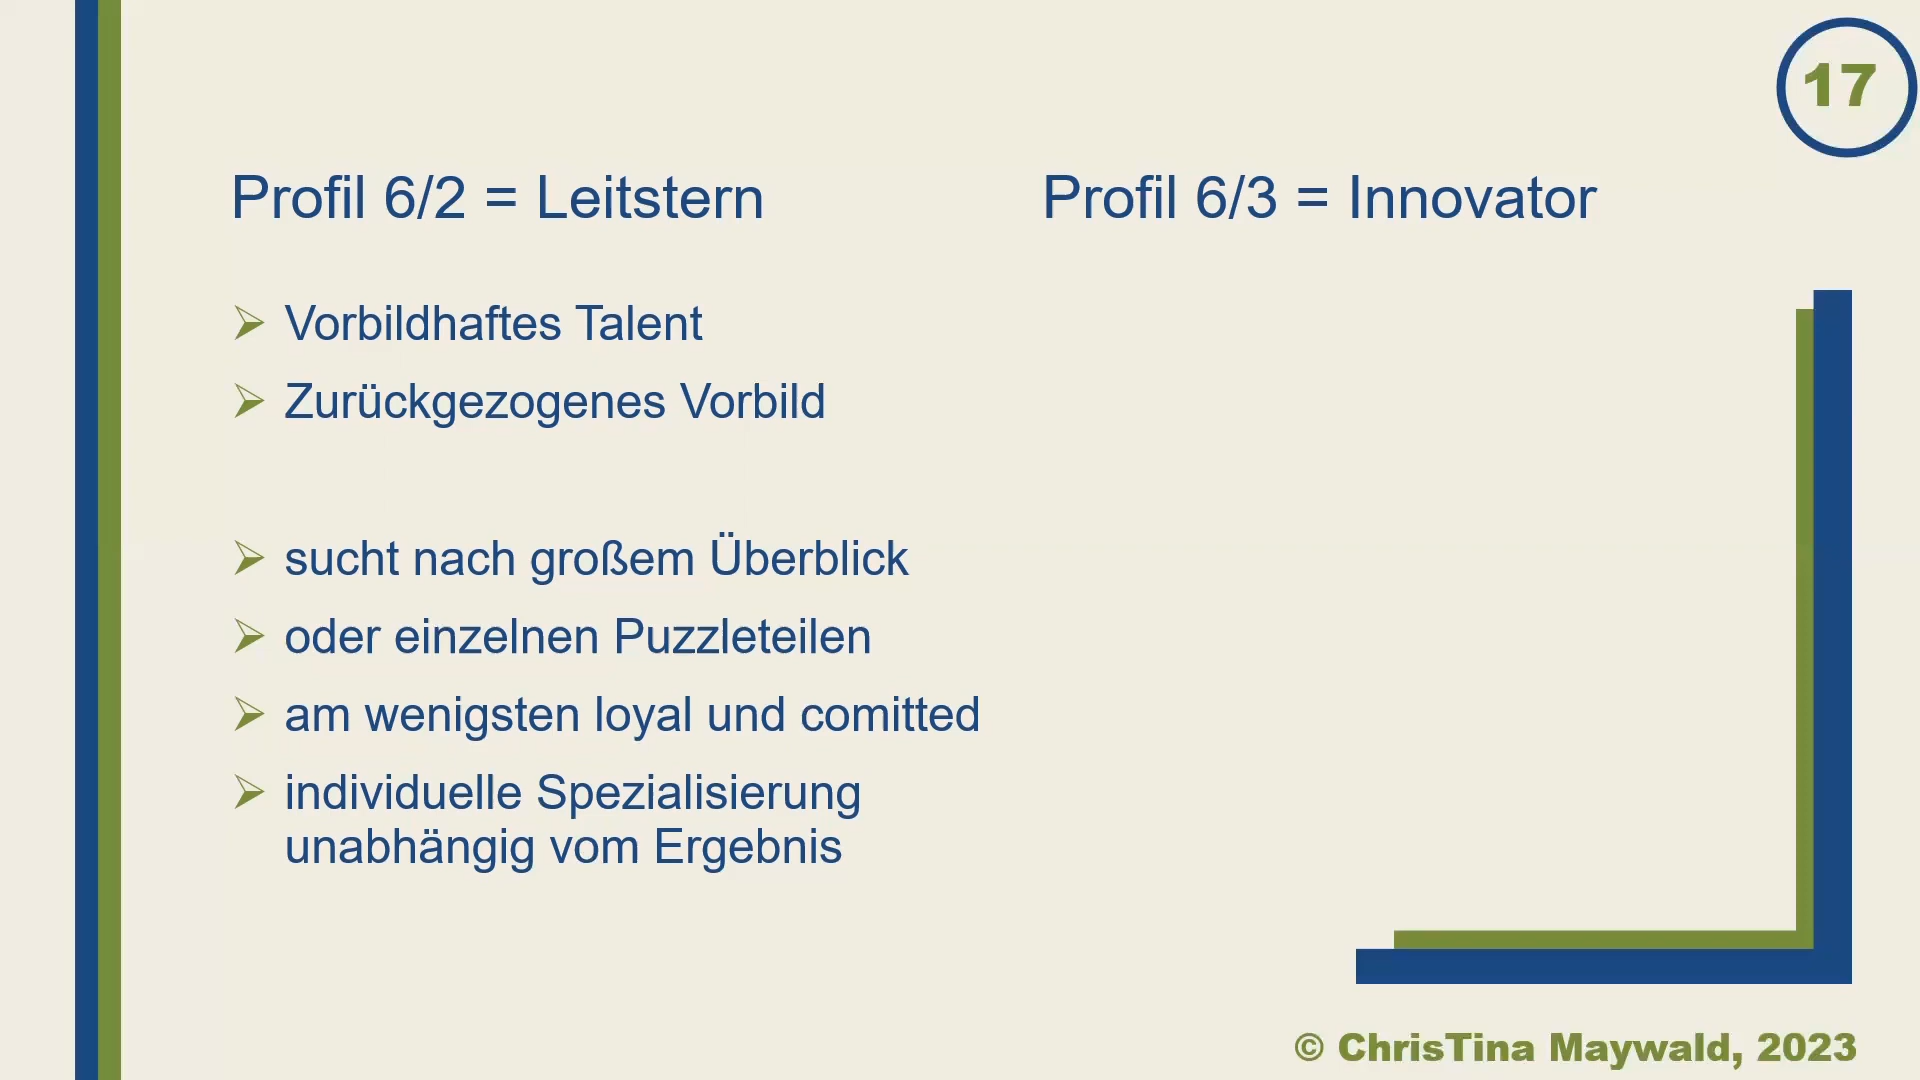 17
Profil 6/2 = Leitstern
Vorbildhaftes Talent
Zurückgezogenes Vorbild
sucht nach großem Überblick
oder einzelnen Puzzleteilen
am wenigsten loyal und comitted
individuelle Spezialisierung
unabhängig vom Ergebnis
Profil 6/3 = Innovator
© ChrisTina Maywald, 2023